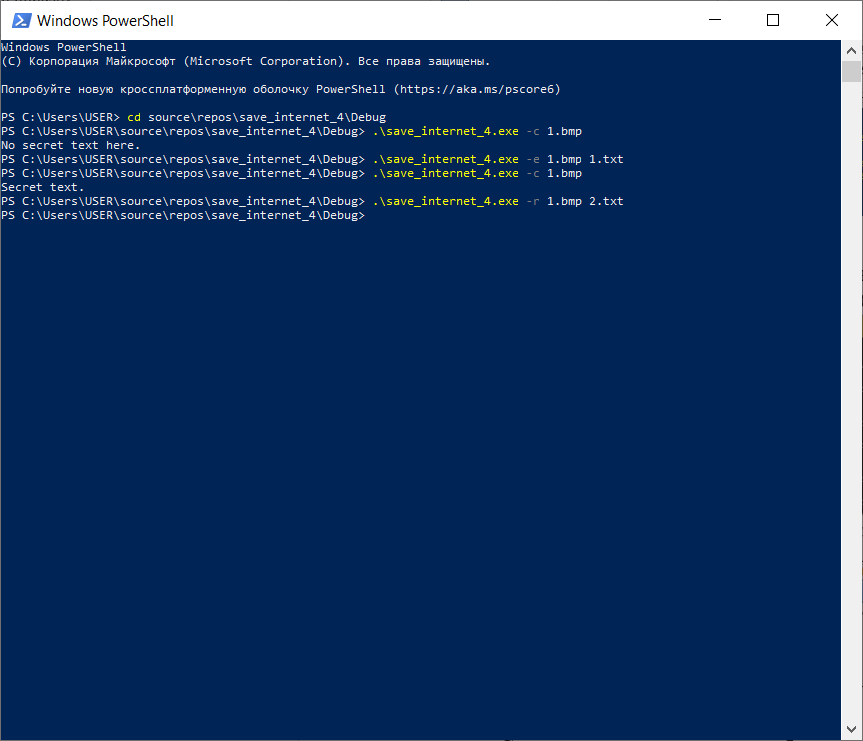 Windows PowerShell
Windows PowerShell
(C) Корпорация Майкрософт (Microsoft Corporation). Все права защищены.
Попробуйте новую кроссплатформенную оболочку PowerShell (https://aka.ms/pscore6)
PS C:\Users\USER> cd source\repos\save_internet_4\Debug
PS C:\Users\USER\source\repos\save_internet_4\Debug> .\save_internet_4.exe -c 1.bmp
No secret text here.
PS C:\Users\USER\source\repos\save_internet_4\Debug> .\save_internet_4.exe -e 1.bmp 1.txt
PS C:\Users\USER\source\repos\save_internet_4\Debug> .\save_internet_4.exe -c 1.bmp
Secret text.
PS C:\Users\USER\source\repos\save_internet_4\Debug> .\save_internet_4.exe -r 1.bmp 2.txt
PS C:\Users\USER\source\repos\save_internet_4\Debug>